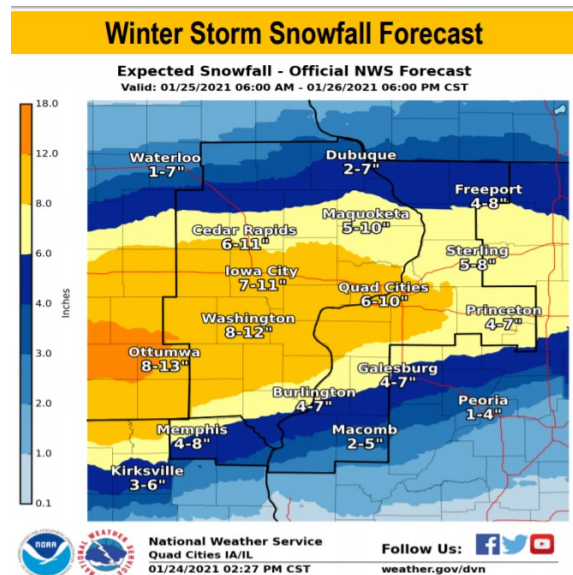 Winter Storm Snowfall Forecast
Expected Snowfall - Official NWS Forecast
Valid: 01/25/2021 06:00 AM - 01/26/2021 06:00 PM CST
18.0
12.0
8.0
6.0
4.0
3.0
2.0
1.0
0.1
Inches
Waterloo
1-7"
Dubuque
2-7"
Freeport
4-8"
Maquoketa
5-10"
Cedar Rapids
6-11"
Sterling
5-8"
Iowa City
7-11"
Quad Cities
6-10"
Washington
8-12"
Princeton
4-7"
Ottumwa
8-13"
Galesburg
4-7"
Burlington
4-7"
Peoria
1-4"
Memphis
4-8"
Macomb
2-5"
Kirksville
3-6"
NOAA
NATIONAL WEATHER SERVICE
National Weather Service
Quad Cities IA/IL
01/24/2021 02:27 PM CST
Follow Us:
weather.gov/dvn